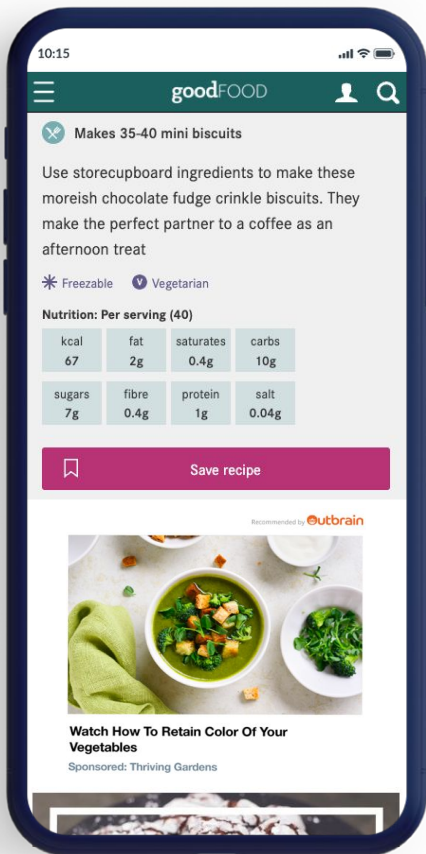 10:15
goodFOOD
Makes 35-40 mini biscuits
Use storecupboard ingredients to make these
moreish chocolate fudge crinkle biscuits. They
make the perfect partner to a coffee as an
afternoon treat
Freezable V Vegetarian
Nutrition: Per serving (40)
kcal fat saturates carbs
67 2g 0.4g 10g
sugars fibre protein salt
7g 0.4g 1g 0.04g
Save recipe
Recommended by Outbrain
Watch How To Retain Color Of Your
Vegetables
Sponsored: Thriving Gardens